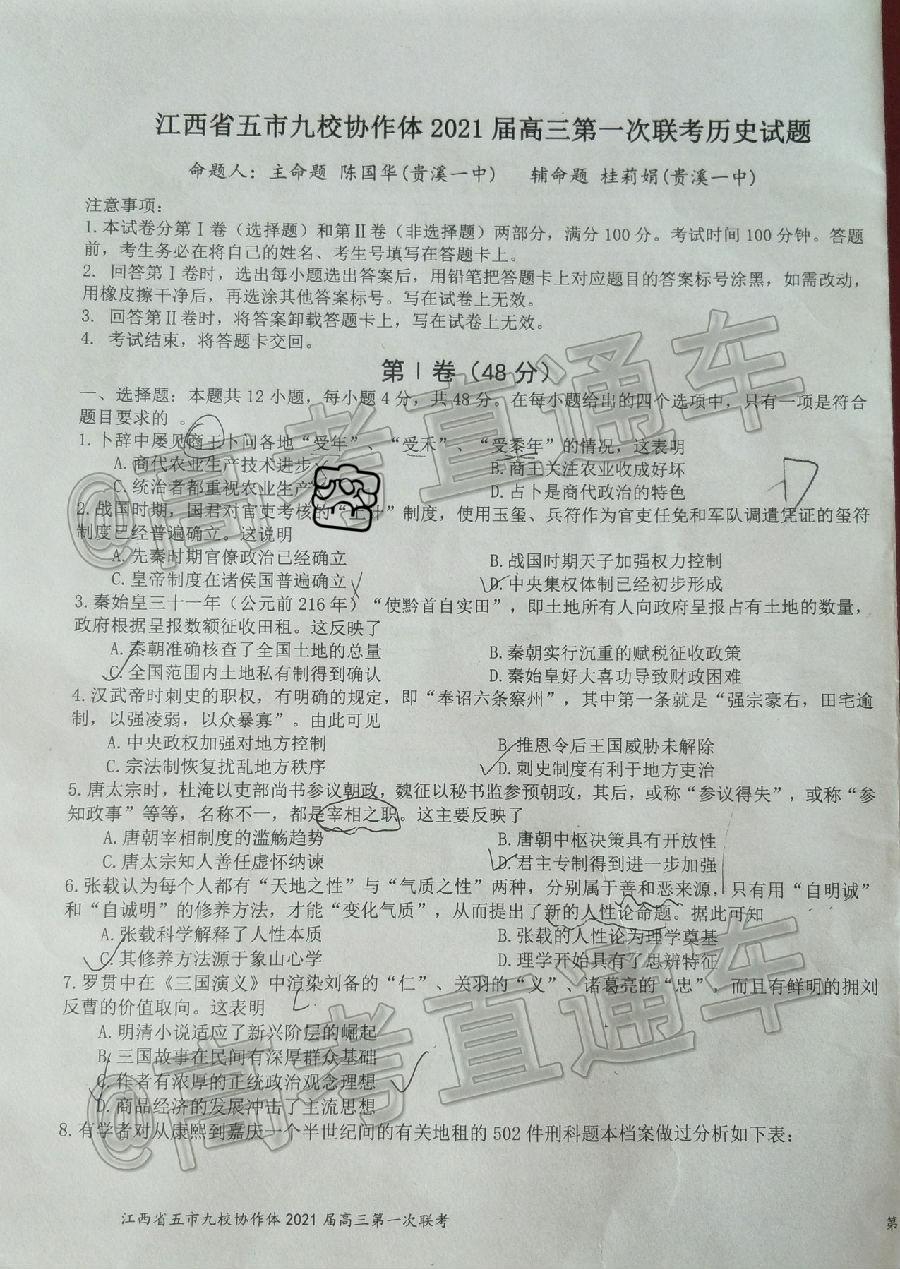 江西省五市九校协作体 2021 届高三第一次联考历史试题
命题人：主命题 陈国华(贵溪一中) 辅命题 桂莉娟(贵溪一中)
注意事项：
1.本试卷分第Ⅰ卷（选择题）和第Ⅱ卷（非选择题）两部分，满分 100 分。考试时间 100 分钟。答题
前，考生务必在将自己的姓名、考生号填写在答题卡上。
2. 回答第Ⅰ卷时，选出每小题选出答案后，用铅笔把答题卡上对应题目的答案标号涂黑，如需改动，
用橡皮擦干净后，再选涂其他答案标号。写在试卷上无效。
3. 回答第Ⅱ卷时，将答案卸载答题卡上，写在试卷上无效。
4. 考试结束，将答题卡交回。
第Ⅰ卷（48 分）
一、选择题：本题共 12 小题，每小题 4 分，共 48 分。在每小题给出的四个选项中，只有一项是符合
题目要求的 。
1.卜辞中屡见商王卜问各地“受年”、“受禾”、“受黍年”的情况，这表明
A.商代农业生产技术进步 B.商王关注农业收成好坏
C.统治者都重视农业生产 D.占卜是商代政治的特色
2.战国时期，国君对官吏考核的“ ”制度，使用玉玺、兵符作为官吏任免和军队调遣凭证的玺符
制度已经普遍确立。这说明
A.先秦时期官僚政治已经确立 B.战国时期天子加强权力控制
C.皇帝制度在诸侯国普遍确立 D.中央集权体制已经初步形成
3.秦始皇三十一年（公元前 216 年）“使黔首自实田”，即土地所有人向政府呈报占有土地的数量，
政府根据呈报数额征收田租。这反映了
A.秦朝准确核查了全国土地的总量 B.秦朝实行沉重的赋税征收政策
C.全国范围内土地私有制得到确认 D.秦始皇好大喜功导致财政困难
4.汉武帝时刺史的职权，有明确的规定，即“奉诏六条察州”，其中第一条就是“强宗豪右，田宅逾
制，以强凌弱，以众暴寡”。由此可见
A.中央政权加强对地方控制 B.推恩令后王国威胁未解除
C.宗法制恢复扰乱地方秩序 D.刺史制度有利于地方吏治
5.唐太宗时，杜淹以吏部尚书参议朝政，魏征以秘书监参预朝政，其后，或称“参议得失”，或称“参
知政事”等等，名称不一，都是宰相之职。这主要反映了
A.唐朝宰相制度的滥觞趋势 B.唐朝中枢决策具有开放性
C.唐太宗知人善任虚怀纳谏 D.君主专制得到进一步加强
6.张载认为每个人都有“天地之性”与“气质之性”两种，分别属于善和恶来源，只有用“自明诚”
和“自诚明”的修养方法，才能“变化气质”，从而提出了新的人性论命题。据此可知
A.张载科学解释了人性本质 B.张载的人性论为理学奠基
C.其修养方法源于象山心学 D.理学开始具有了思辨特征
7.罗贯中在《三国演义》中渲染刘备的“仁”、关羽的“义”、诸葛亮的“忠”，而且有鲜明的拥刘
反曹的价值取向。这表明
A.明清小说适应了新兴阶层的崛起
B.三国故事在民间有深厚群众基础
C.作者有浓厚的正统政治观念理想
D.商品经济的发展冲击了主流思想
8.有学者对从康熙到嘉庆一个半世纪间的有关地租的 502 件刑科题本档案做过分析如下表：
江西省五市九校协作体 2021 届高三第一次联考
第
@高考直通车
@高考直通车